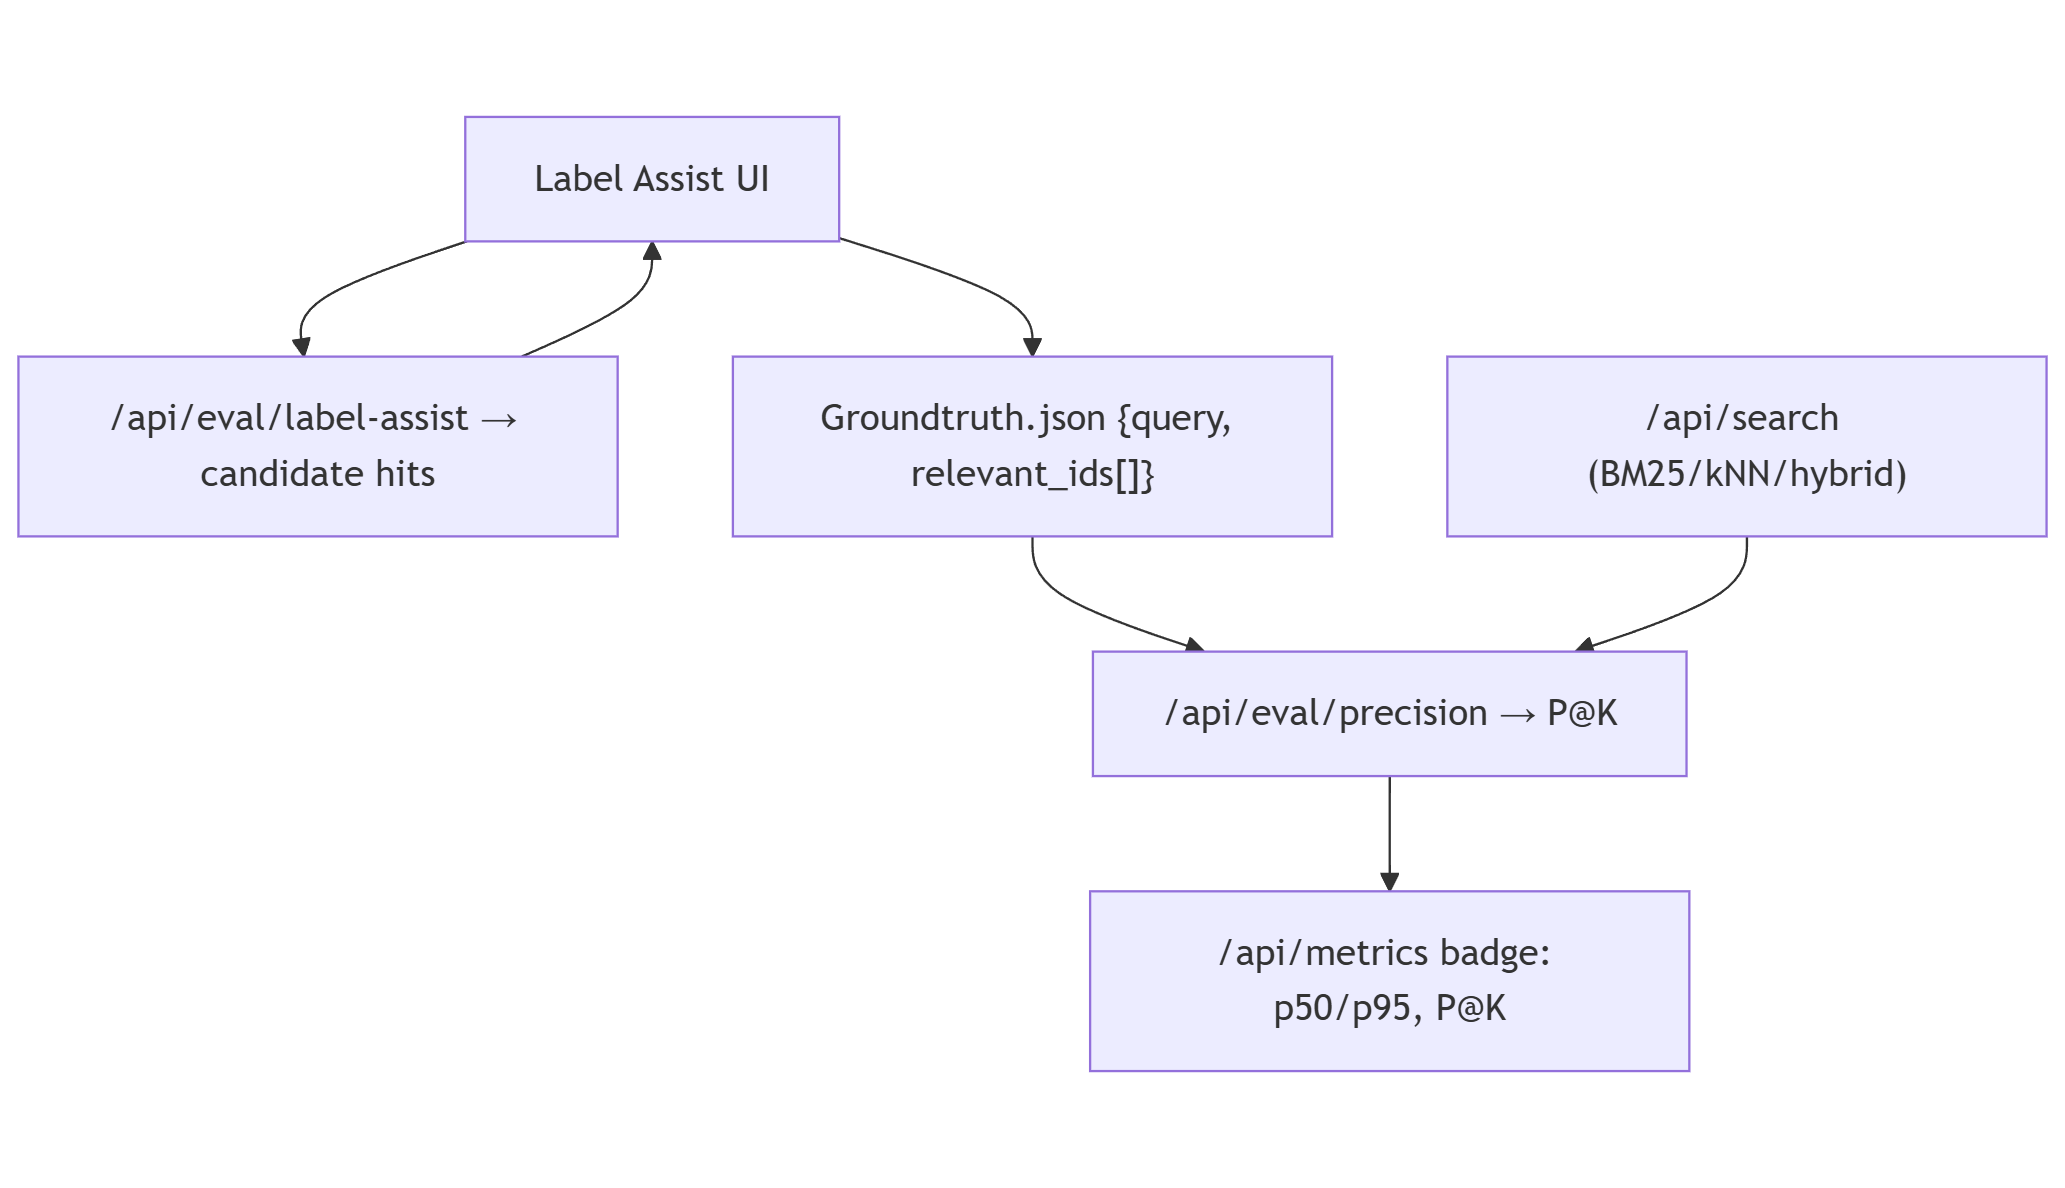 Label Assist UI
/api/eval/label-assist →
candidate hits
Groundtruth.json {query,
relevant_ids[]}
/api/search
(BM25/kNN/hybrid)
/api/eval/precision → P@K
/api/metrics badge:
p50/p95, P@K